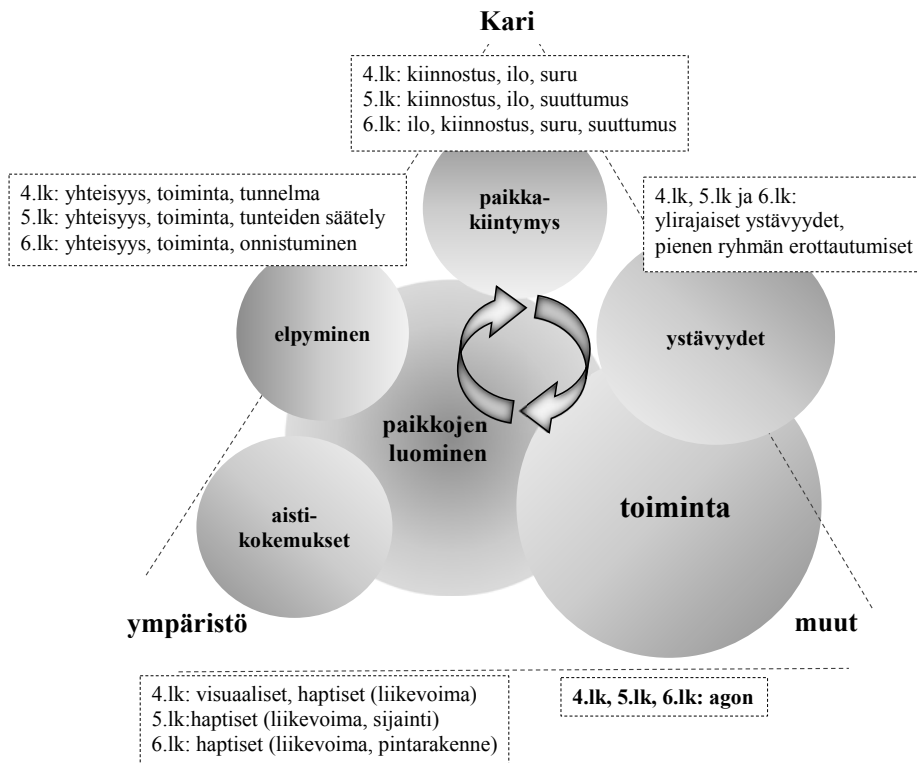 Kari
4.lk: kiinnostus, ilo, suru
5.lk: kiinnostus, ilo, suuttumus
6.lk: ilo, kiinnostus, suru, suuttumus
4.lk: yhteisyys, toiminta, tunnelma
5.lk: yhteisyys, toiminta, tunteiden säätely
6.lk: yhteisyys, toiminta, onnistuminen
paikka-
kiintymys
4.lk, 5.lk ja 6.lk:
ylirajaiset ystävyydet,
pienen ryhmän erottautumiset
elpyminen
ystävyydet
paikkojen
luominen
toiminta
aisti-
kokemukset
ympäristö
muut
4.lk: visuaaliset, haptiset (liikevoima)
5.lk:haptiset (liikevoima, sijainti)
6.lk: haptiset (liikevoima, pintarakenne)
4.lk, 5.lk, 6.lk: agon